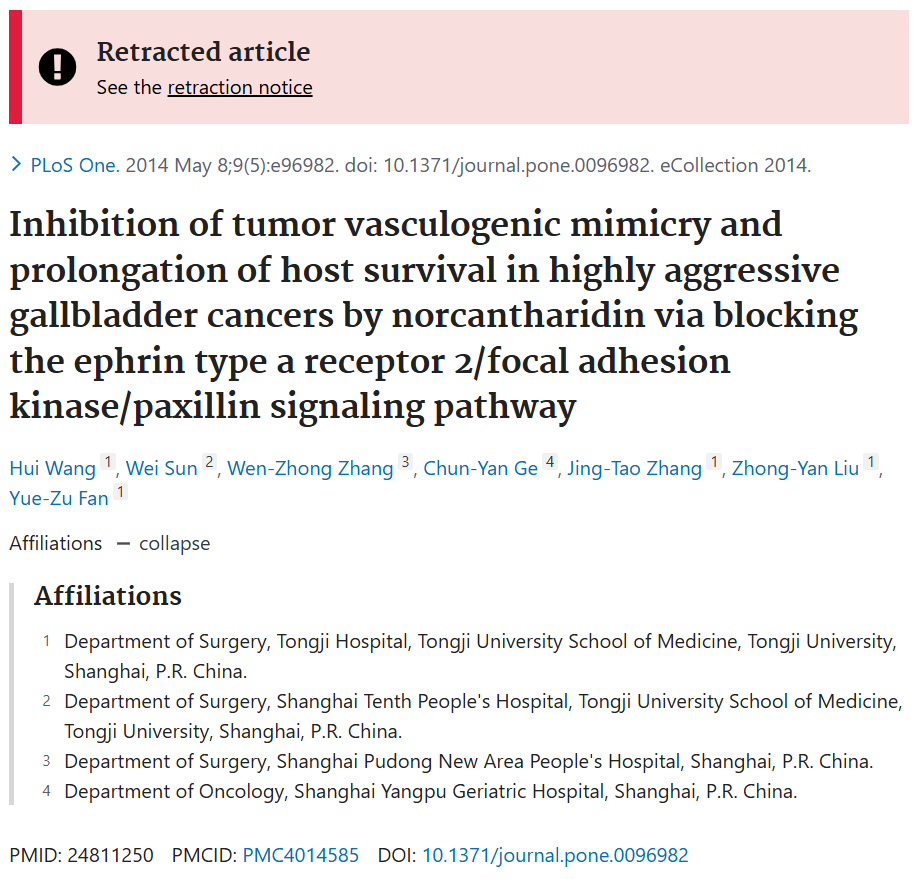 Retracted article
See the retraction notice
PLoS One. 2014 May 8;9(5):e96982. doi: 10.1371/journal.pone.0096982. eCollection 2014.
Inhibition of tumor vasculogenic mimicry and
prolongation of host survival in highly aggressive
gallbladder cancers by norcantharidin via blocking
the ephrin type a receptor 2/focal adhesion
kinase/paxillin signaling pathway
Hui Wang 1, Wei Sun 2, Wen-Zhong Zhang 3, Chun-Yan Ge 4, Jing-Tao Zhang 1, Zhong-Yan Liu 1,
Yue-Zu Fan 1
Affiliations — collapse
Affiliations
1 Department of Surgery, Tongji Hospital, Tongji University School of Medicine, Tongji University,
Shanghai, P.R. China.
2 Department of Surgery, Shanghai Tenth People's Hospital, Tongji University School of Medicine,
Tongji University, Shanghai, P.R. China.
3 Department of Surgery, Shanghai Pudong New Area People's Hospital, Shanghai, P.R. China.
4 Department of Oncology, Shanghai Yangpu Geriatric Hospital, Shanghai, P.R. China.
PMID: 24811250 PMCID: PMC4014585 DOI: 10.1371/journal.pone.0096982